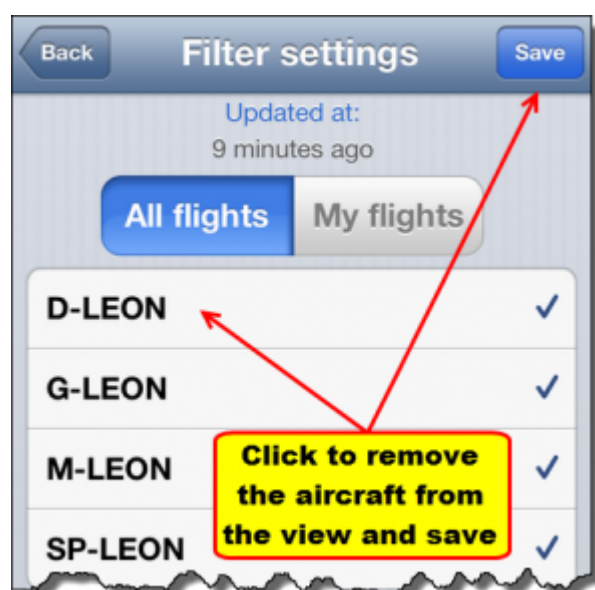 Back Filter settings Save
Updated at:
9 minutes ago
All flights My flights
D-LEON
G-LEON
M-LEON
SP-LEON
Click to remove
the aircraft from
the view and save